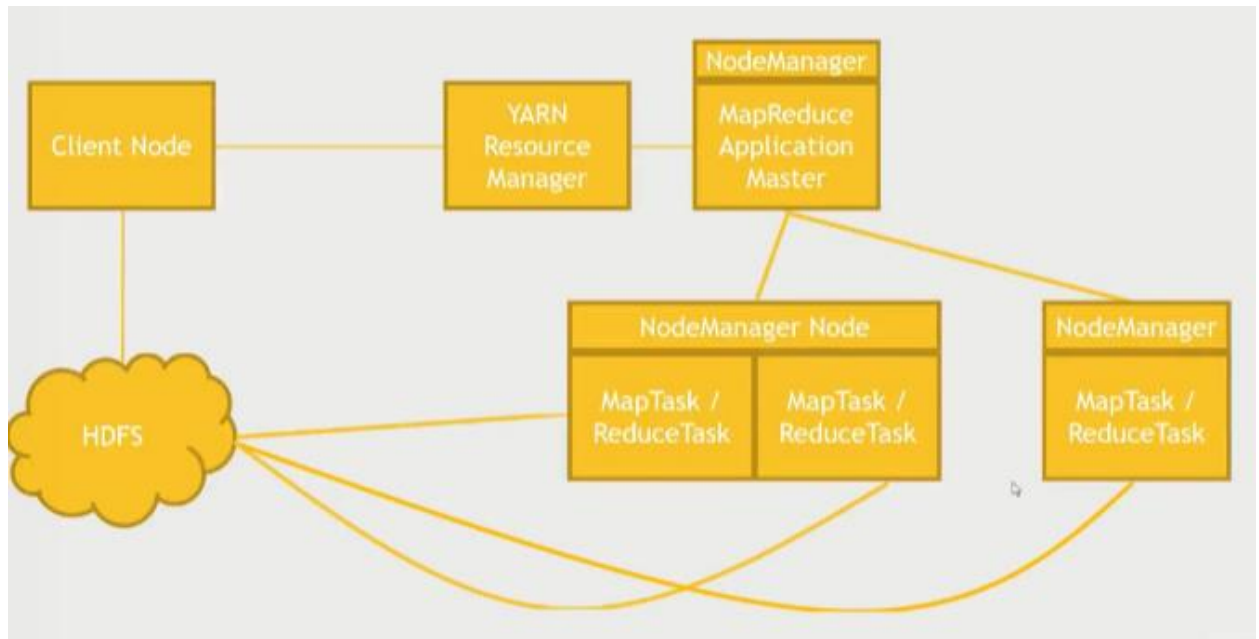 NodeManager
Client Node
YARN
Resource
Manager
MapReduce
Application
Master
NodeManager Node
NodeManager
HDFS
MapTask /
ReduceTask
MapTask /
ReduceTask
MapTask /
ReduceTask